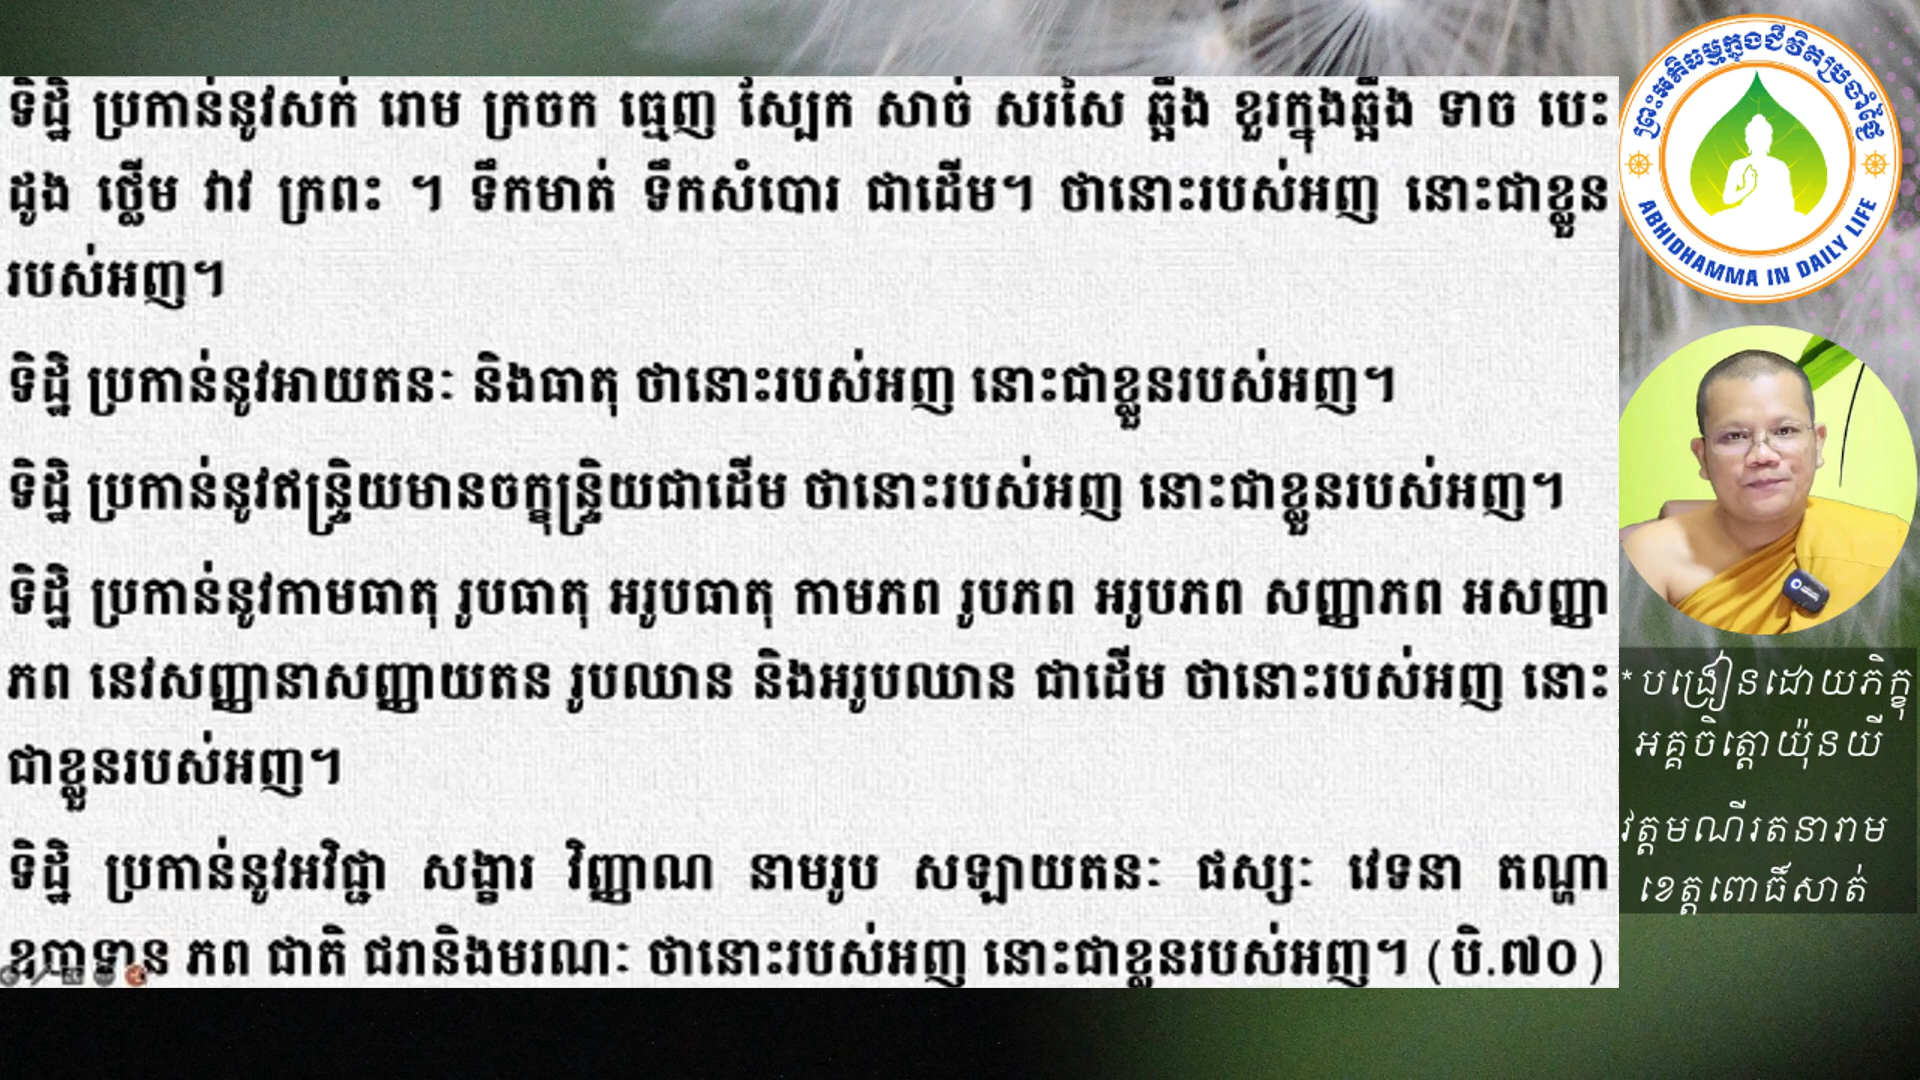 ទិដ្ឋិ ប្រកាន់នូវសក់ រោម ក្រចក ធ្មេញ ស្បែក សាច់ សរសៃ ឆ្អឹង ខួរក្នុងឆ្អឹង ទាច បេះ
ដូង ថ្លើម វាវ ក្រពះ ។ ទឹកមាត់ ទឹកសំបោរ ជាដើម។ ថានោះរបស់អញ នោះជាខ្លួន
របស់អញ។
ទិដ្ឋិ ប្រកាន់នូវអាយតនៈ និងធាតុ ថានោះរបស់អញ នោះជាខ្លួនរបស់អញ។
ទិដ្ឋិ ប្រកាន់នូវឥន្ទ្រិយមានចក្ខុន្ទ្រិយជាដើម ថានោះរបស់អញ នោះជាខ្លួនរបស់អញ។
ទិដ្ឋិ ប្រកាន់នូវកាមធាតុ រូបធាតុ អរូបធាតុ កាមភព រូបភព អរូបភព សញ្ញាភព អសញ្ញា
ភព នេវសញ្ញានាសញ្ញាយតន រូបឈាន និងអរូបឈាន ជាដើម ថានោះរបស់អញ នោះ
ជាខ្លួនរបស់អញ។
ទិដ្ឋិ ប្រកាន់នូវអវិជ្ជា សង្ខារ វិញ្ញាណ នាមរូប សឡាយតនៈ ផស្សៈ វេទនា តណ្ហា
ឧបាទាន ភព ជាតិ ជរានិងមរណៈ ថានោះរបស់អញ នោះជាខ្លួនរបស់អញ។ (បិ.៧០)
ព្រះអភិធម្មក្នុងជីវិតប្រចាំថ្ងៃ
ABHIDHAMMA IN DAILY LIFE
*បង្រៀនដោយភិក្ខុ
អគ្គចិត្តោយ៉ុនយី
វត្តមណីរតនារាម
ខេត្តពោធិ៍សាត់